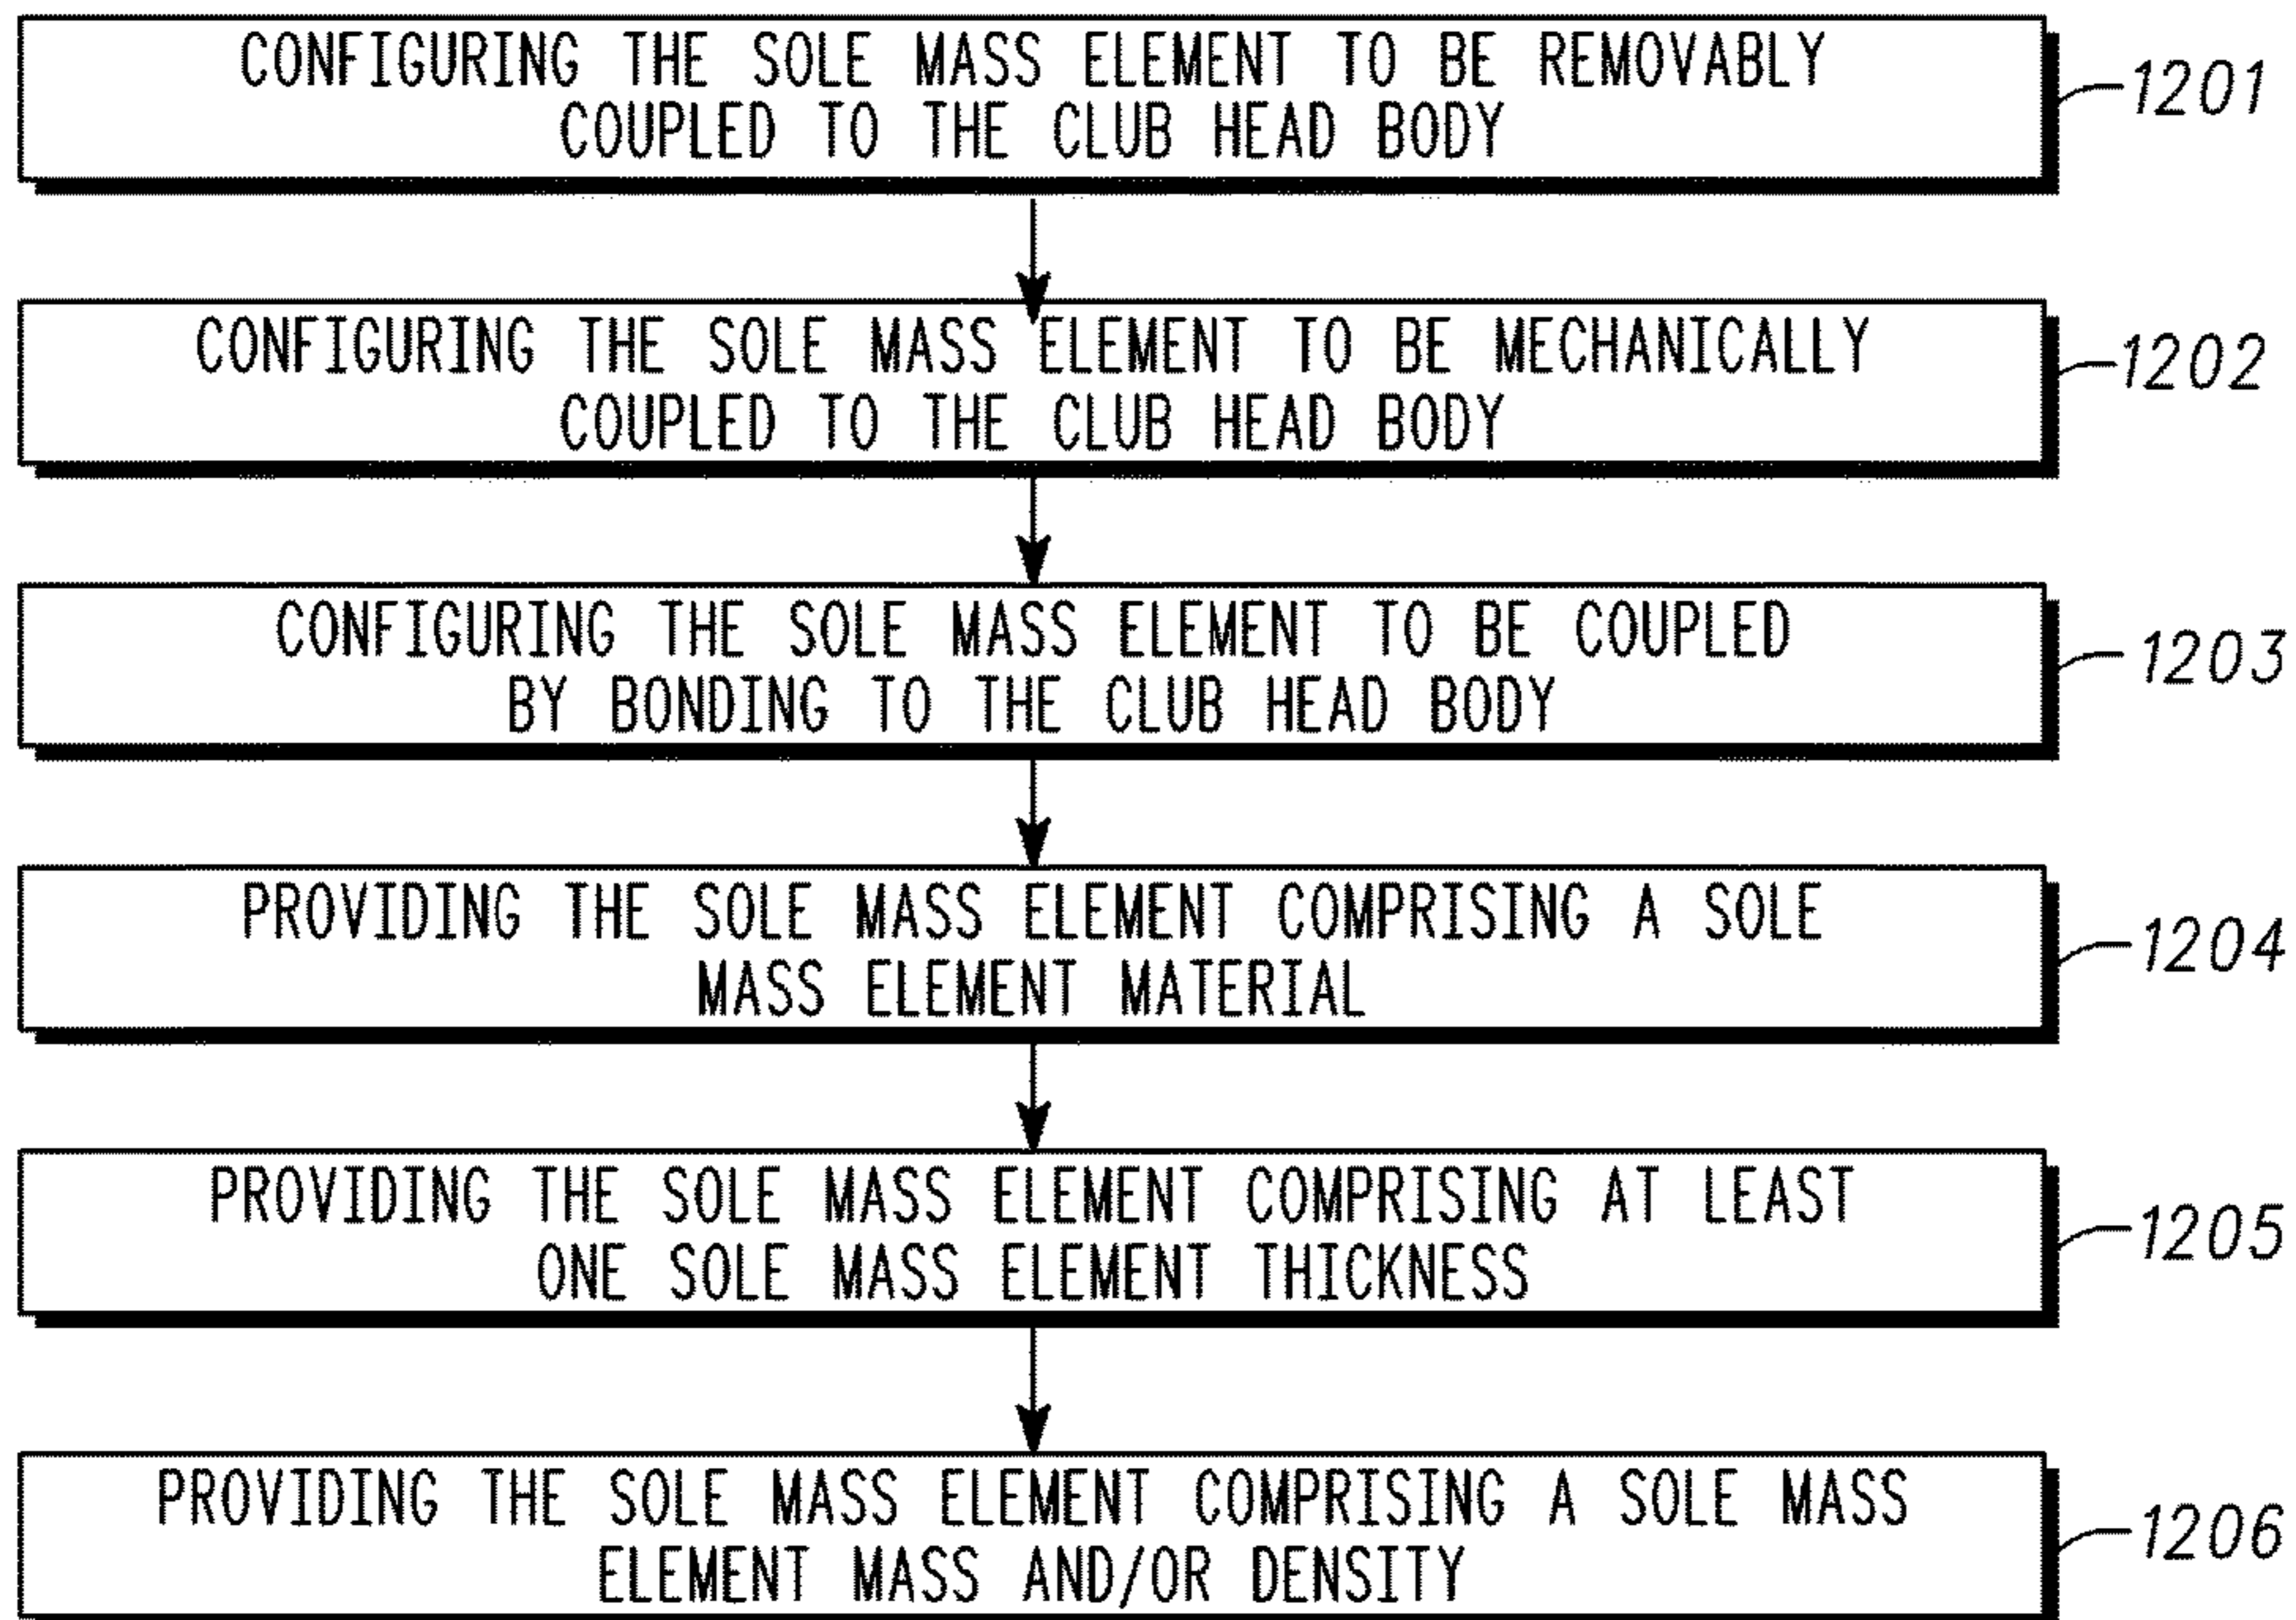 CONFIGURING THE SOLE MASS ELEMENT TO BE REMOVABLY
COUPLED TO THE CLUB HEAD BODY
1201
CONFIGURING THE SOLE MASS ELEMENT TO BE MECHANICALLY
COUPLED TO THE CLUB HEAD BODY
1202
CONFIGURING THE SOLE MASS ELEMENT TO BE COUPLED
BY BONDING TO THE CLUB HEAD BODY
1203
PROVIDING THE SOLE MASS ELEMENT COMPRISING A SOLE
MASS ELEMENT MATERIAL
1204
PROVIDING THE SOLE MASS ELEMENT COMPRISING AT LEAST
ONE SOLE MASS ELEMENT THICKNESS
1205
PROVIDING THE SOLE MASS ELEMENT COMPRISING A SOLE MASS
ELEMENT MASS AND/OR DENSITY
1206